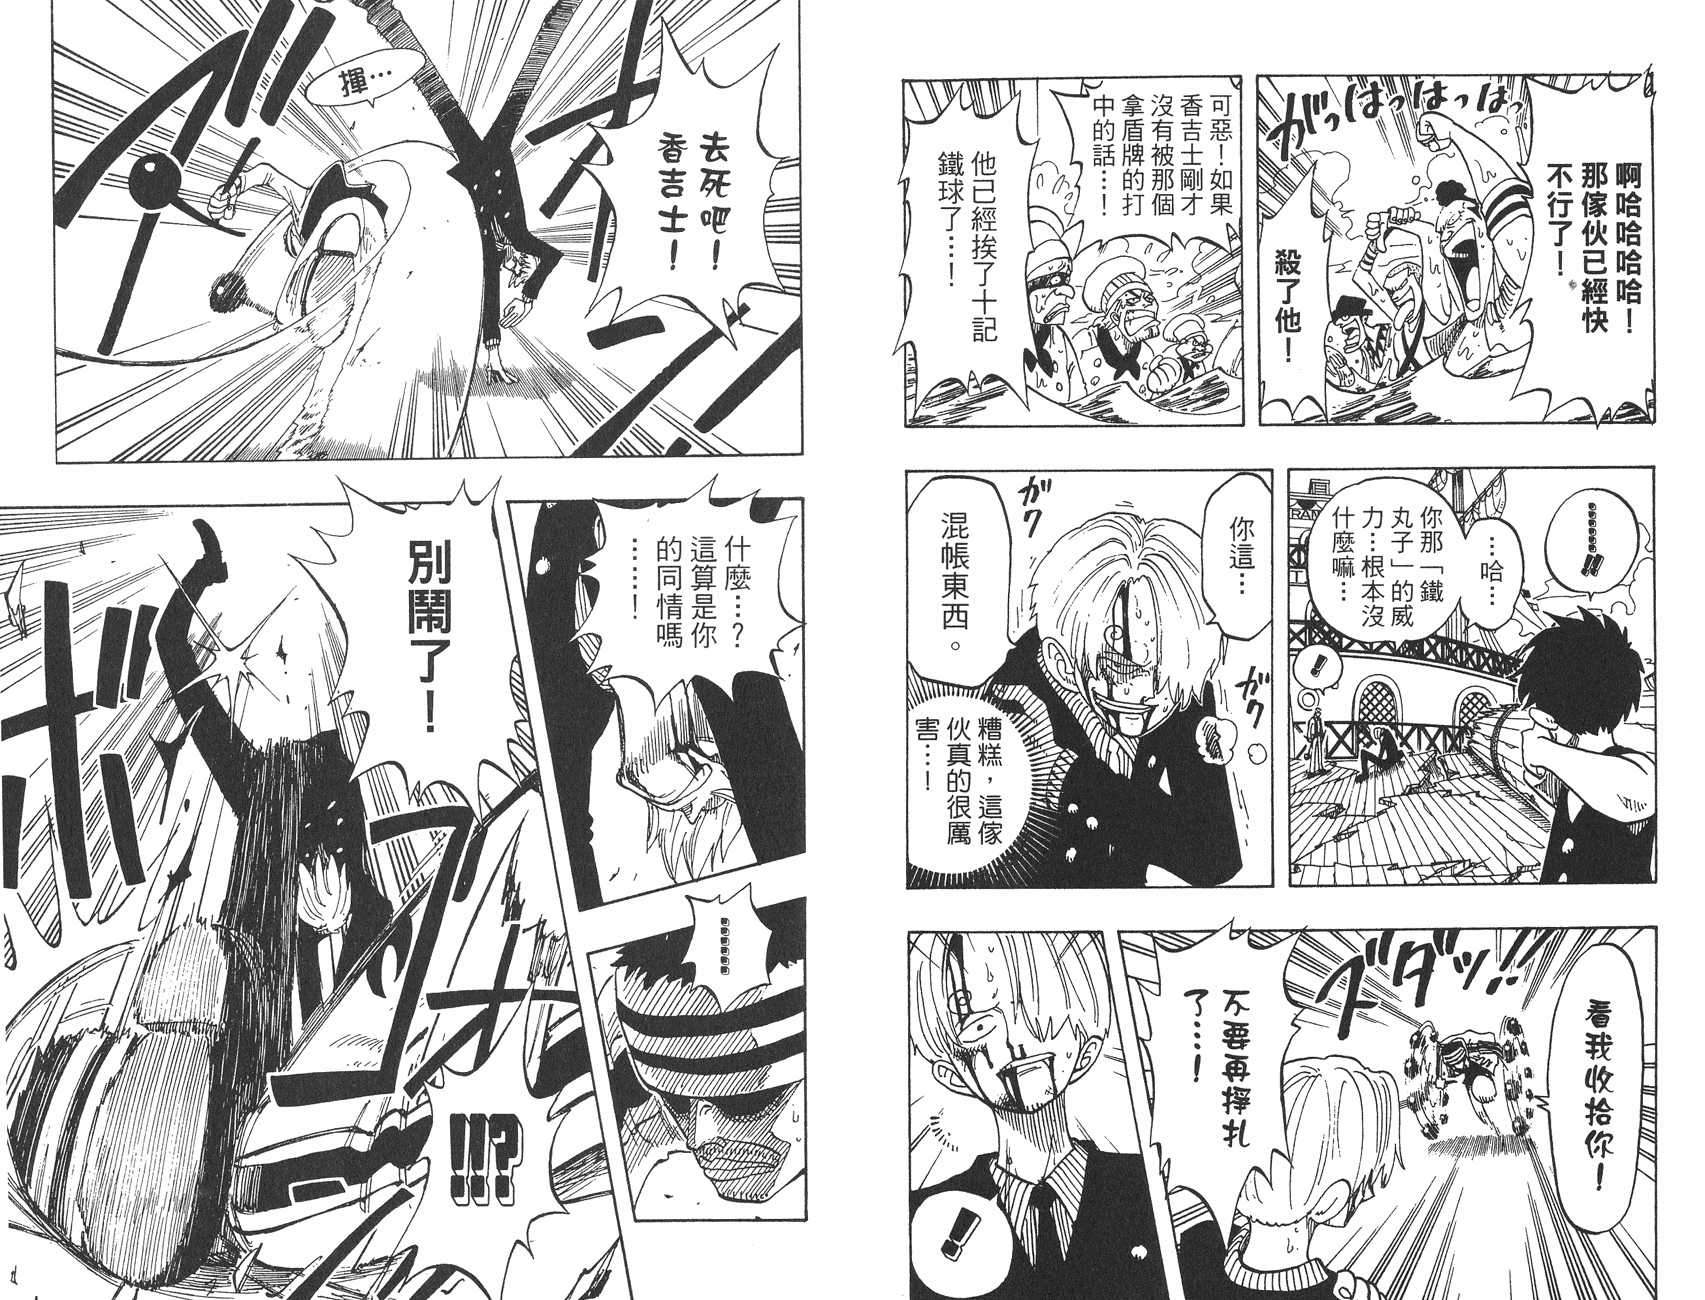 がっはっはっはっはっ
啊哈哈哈哈！
那傢伙已經快
不行了！
殺了他！
可惡！如果
香吉士剛才
沒有被那個
拿盾牌的打
中的話…！
他已經挨了十記
鐵球了…！
…………!!
…哈…
你那「鐵
丸子」的威
力…根本沒
什麼嘛…
！
RAN
你這…
ガク
ガク
混帳東西。
糟糕，這傢
伙真的很厲
害…！
看我收拾你！
ズダッ!!
不要再掙扎
了…！
!!
揮…
去死吧！
香吉士！
什麼…？
這算是你
的同情嗎
……！
…………
別鬧了！
!!?